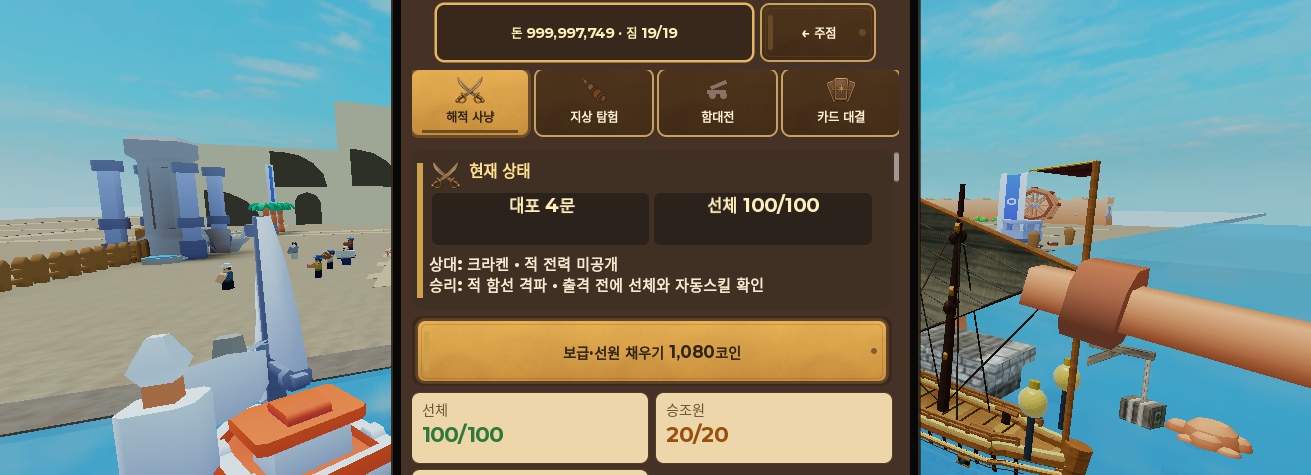 돈 999,997,749 · 짐 19/19
← 주점
해적 사냥
지상 탐험
함대전
카드 대결
현재 상태
대포 4문
선체 100/100
상대: 크라켄 • 적 전력 미공개
승리: 적 함선 격파 • 출격 전에 선체와 자동스킬 확인
보급·선원 채우기 1,080코인
선체
승조원
100/100
20/20